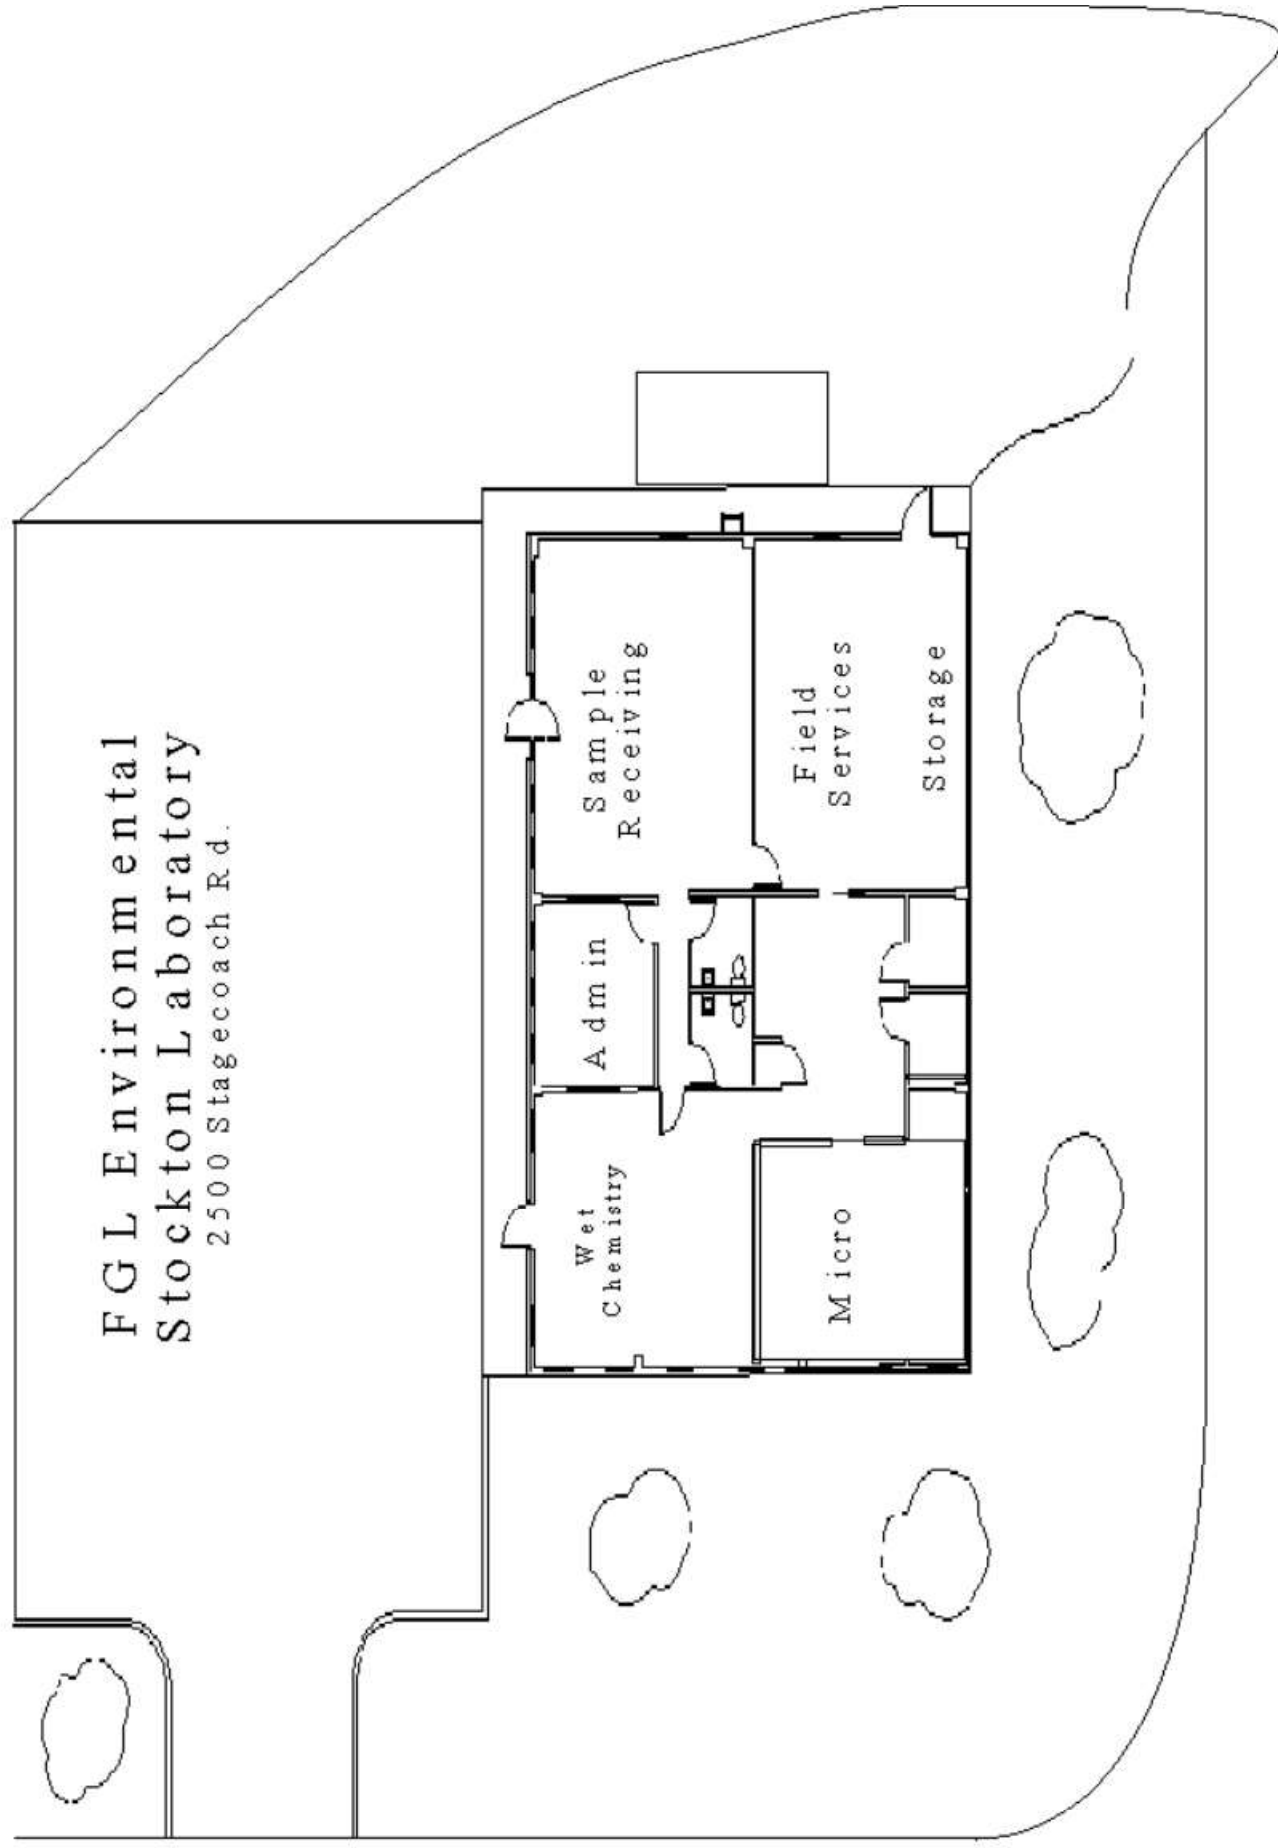 FGL Environmental
Stockton Laboratory
2500 Stagecoach Rd.
Wet
Chemistry
Admin
Sample
Receiving
Micro
Field
Services
Storage